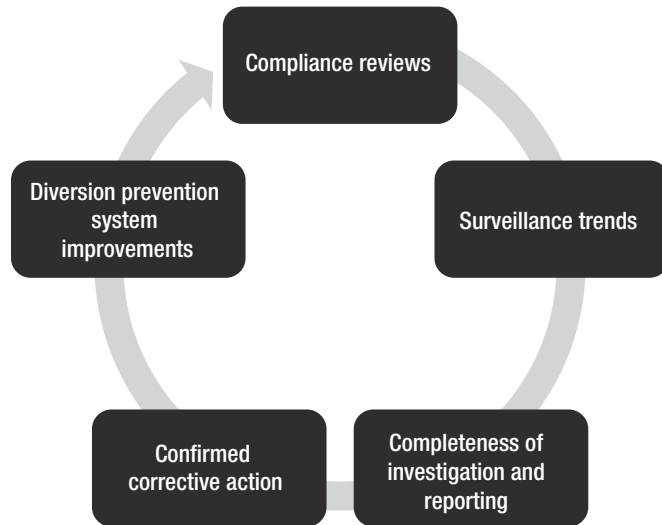 Compliance reviews
Surveillance trends
Completeness of
investigation and
reporting
Confirmed
corrective action
Diversion prevention
system
improvements